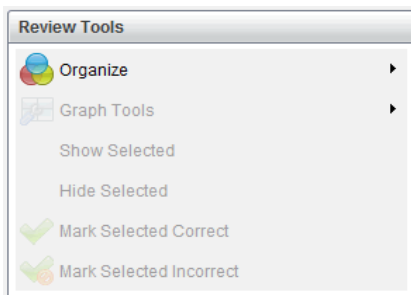 Review Tools
Organize
Graph Tools
Show Selected
Hide Selected
Mark Selected Correct
Mark Selected Incorrect